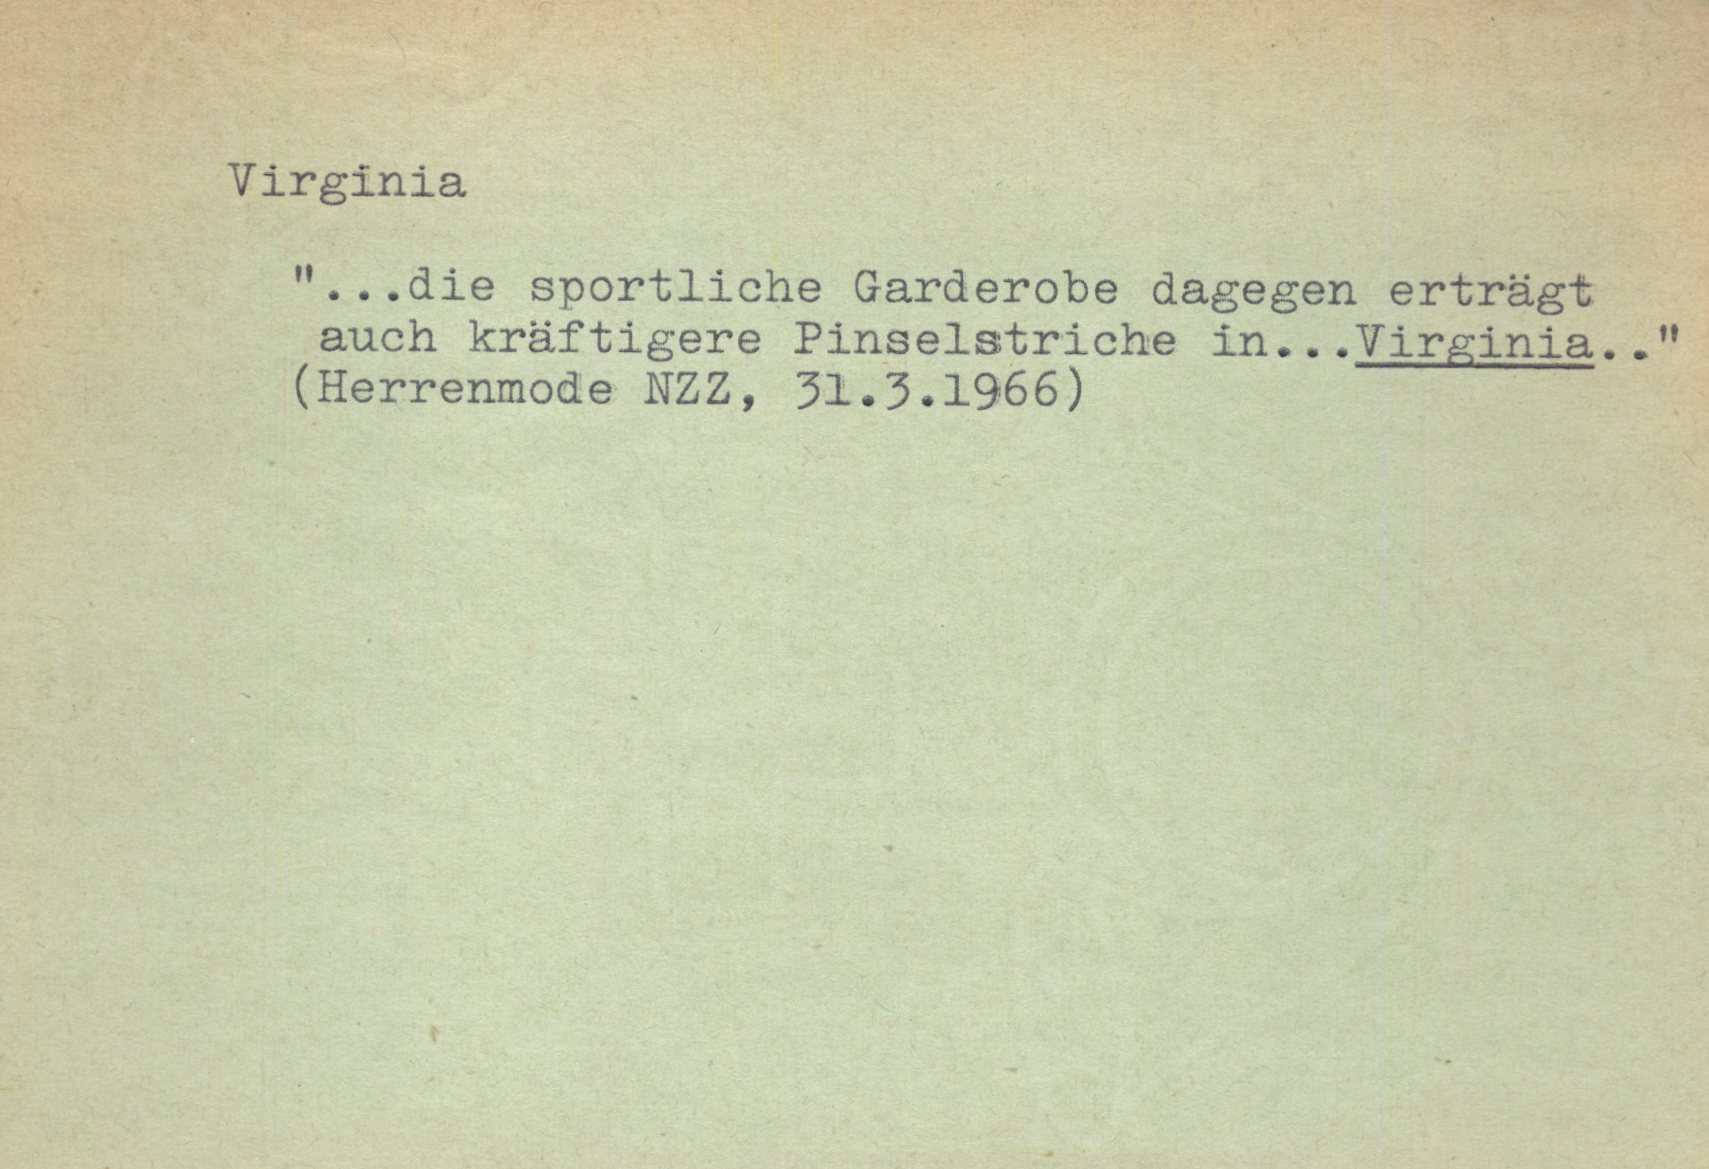 Virginia
"...die sportliche Garderobe dagegen erträgt
auch kräftigere Pinselstriche in...Virginia.."
(Herrenmode NZZ, 31.3.1966)